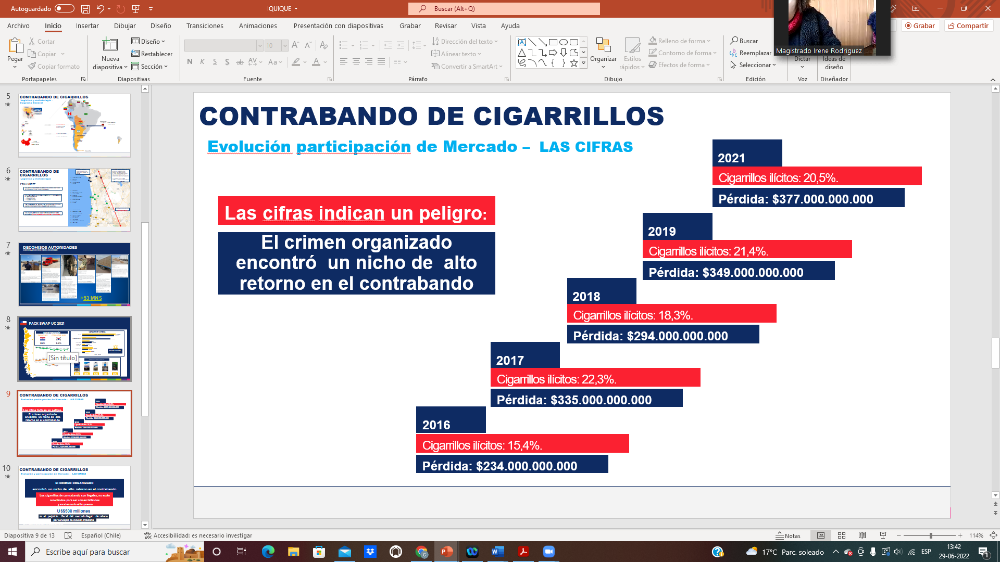 Autoguardado
IQUIQUE
Buscar (Alt+Q)
Archivo
Inicio
Insertar
Dibujar
Diseño
Transiciones
Animaciones
Presentación con diapositivas
Grabar
Revisar
Vista
Ayuda
Grabar
Compartir
Pegar
Cortar
Copiar
Copiar formato
Portapapeles
Nueva
diapositiva
Diseño
Restablecer
Sección
Diapositivas
10
N K S S ab AV Aa A
Fuente
Dirección del texto
Alinear texto
Convertir a SmartArt
Párrafo
Organizar
Estilos
rápidos
Relleno de forma
Contorno de forma
Efectos de forma
Dibujo
Buscar
Reemplazar
Seleccionar
Edición
Dictar
Voz
Ideas de
diseño
Diseñador
Magistrado Irene Rodriguez
5
CONTRABANDO DE CIGARRILLOS
Logística y metodología
Diagrama General
6
CONTRABANDO DE
CIGARRILLOS
Logística y metodología
ZONA NORTE
7
DECOMISOS AUTORIDADES
+53 MNS
8
PACK SWAP UC 2021
[Sin título]
9
CONTRABANDO DE CIGARRILLOS
Evolución participación de Mercado – LAS CIFRAS
Las cifras indican un peligro:
El crimen organizado
encontró un nicho de alto
retorno en el contrabando
10
CONTRABANDO DE CIGARRILLOS
Evolución y participación de Mercado - LAS CIFRAS
El CRIMEN ORGANIZADO
encontró un nicho de alto retorno en el contrabando
Los cigarrillos de contrabando son ilegales, no están
autorizados para ser comercializados
y evaden todo el impuesto
US$500 millones
es el perjuicio fiscal del mercado ilegal de tabaco
por concepto de evasión tributaria
CONTRABANDO DE CIGARRILLOS
Evolución participación de Mercado – LAS CIFRAS
Las cifras indican un peligro:
El crimen organizado
encontró un nicho de alto
retorno en el contrabando
2021
Cigarrillos ilícitos: 20,5%.
Pérdida: $377.000.000.000
2019
Cigarrillos ilícitos: 21,4%.
Pérdida: $349.000.000.000
2018
Cigarrillos ilícitos: 18,3%.
Pérdida: $294.000.000.000
2017
Cigarrillos ilícitos: 22,3%.
Pérdida: $335.000.000.000
2016
Cigarrillos ilícitos: 15,4%.
Pérdida: $234.000.000.000
Diapositiva 9 de 13
Español (Chile)
Accesibilidad: es necesario investigar
Notas
114%
Escribe aquí para buscar
17°C Parc. soleado
ESP
13:42
29-06-2022
1